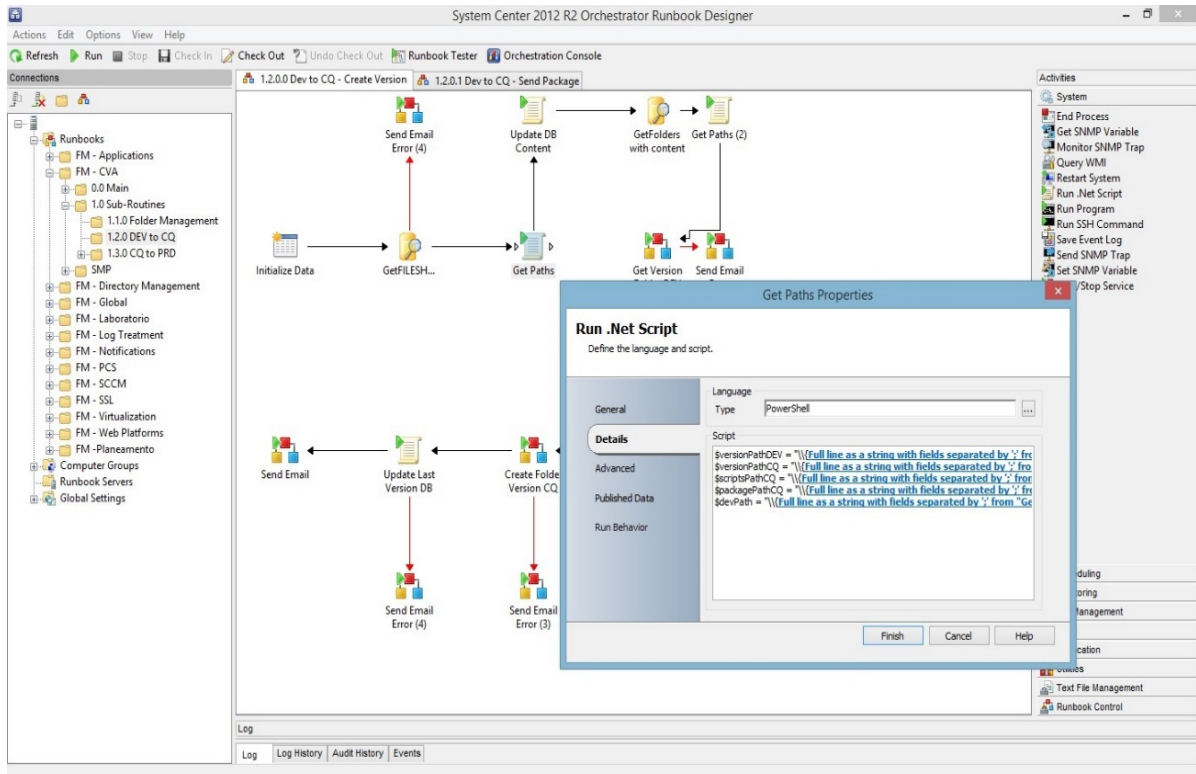 System Center 2012 R2 Orchestrator Runbook Designer
Actions Edit Options View Help
Refresh Run Stop Check In Check Out Undo Check Out Runbook Tester Orchestration Console
Connections
Runbooks
FM - Applications
FM - CVA
0.0 Main
1.0 Sub-Routines
1.1.0 Folder Management
1.2.0 DEV to CQ
1.3.0 CQ to PRD
SMP
FM - Directory Management
FM - Global
FM - Laboratorio
FM - Log Treatment
FM - Notifications
FM - PCS
FM - SCCM
FM - SSL
FM - Virtualization
FM - Web Platforms
FM -Planeamento
Computer Groups
Runbook Servers
Global Settings
1.2.0.0 Dev to CQ - Create Version
1.2.0.1 Dev to CQ - Send Package
Send Email
Error (4)
Update DB
Content
GetFolders
with content
Get Paths (2)
Initialize Data
GetFILESH...
Get Paths
Get Version
Send Email
Send Email
Update Last
Version DB
Create Folde
Version CQ
Send Email
Error (4)
Send Email
Error (3)
Get Paths Properties
Run .Net Script
Define the language and script.
General
Details
Advanced
Published Data
Run Behavior
Language
Type PowerShell ...
Script
$versionPathDEV = "\\{Full line as a string with fields separated by ';' frc
$versionPathCQ = "\\{Full line as a string with fields separated by ';' fro
$scriptsPathCQ = "\\{Full line as a string with fields separated by ';' fror
$packagePathCQ = "\\{Full line as a string with fields separated by ';' fr
$devPath = "\\{Full line as a string with fields separated by ';' from "Ge
Finish Cancel Help
Activities
System
End Process
Get SNMP Variable
Monitor SNMP Trap
Query WMI
Restart System
Run .Net Script
Run Program
Run SSH Command
Save Event Log
Send SNMP Trap
Set SNMP Variable
/Stop Service
duling
oring
Management
cation
Utilities
Text File Management
Runbook Control
Log
Log Log History Audit History Events